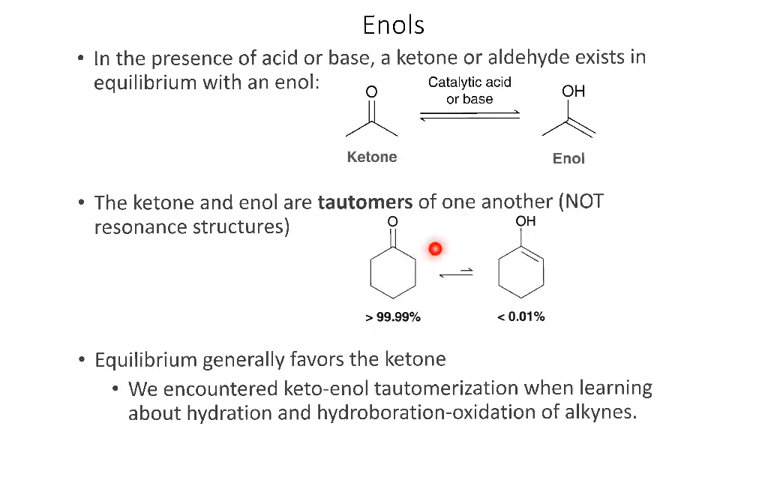 Enols
• In the presence of acid or base, a ketone or aldehyde exists in
equilibrium with an enol:
Catalytic acid
or base
O
OH
Ketone
Enol
• The ketone and enol are tautomers of one another (NOT
resonance structures)
O
OH
> 99.99%
< 0.01%
• Equilibrium generally favors the ketone
• We encountered keto-enol tautomerization when learning
about hydration and hydroboration-oxidation of alkynes.